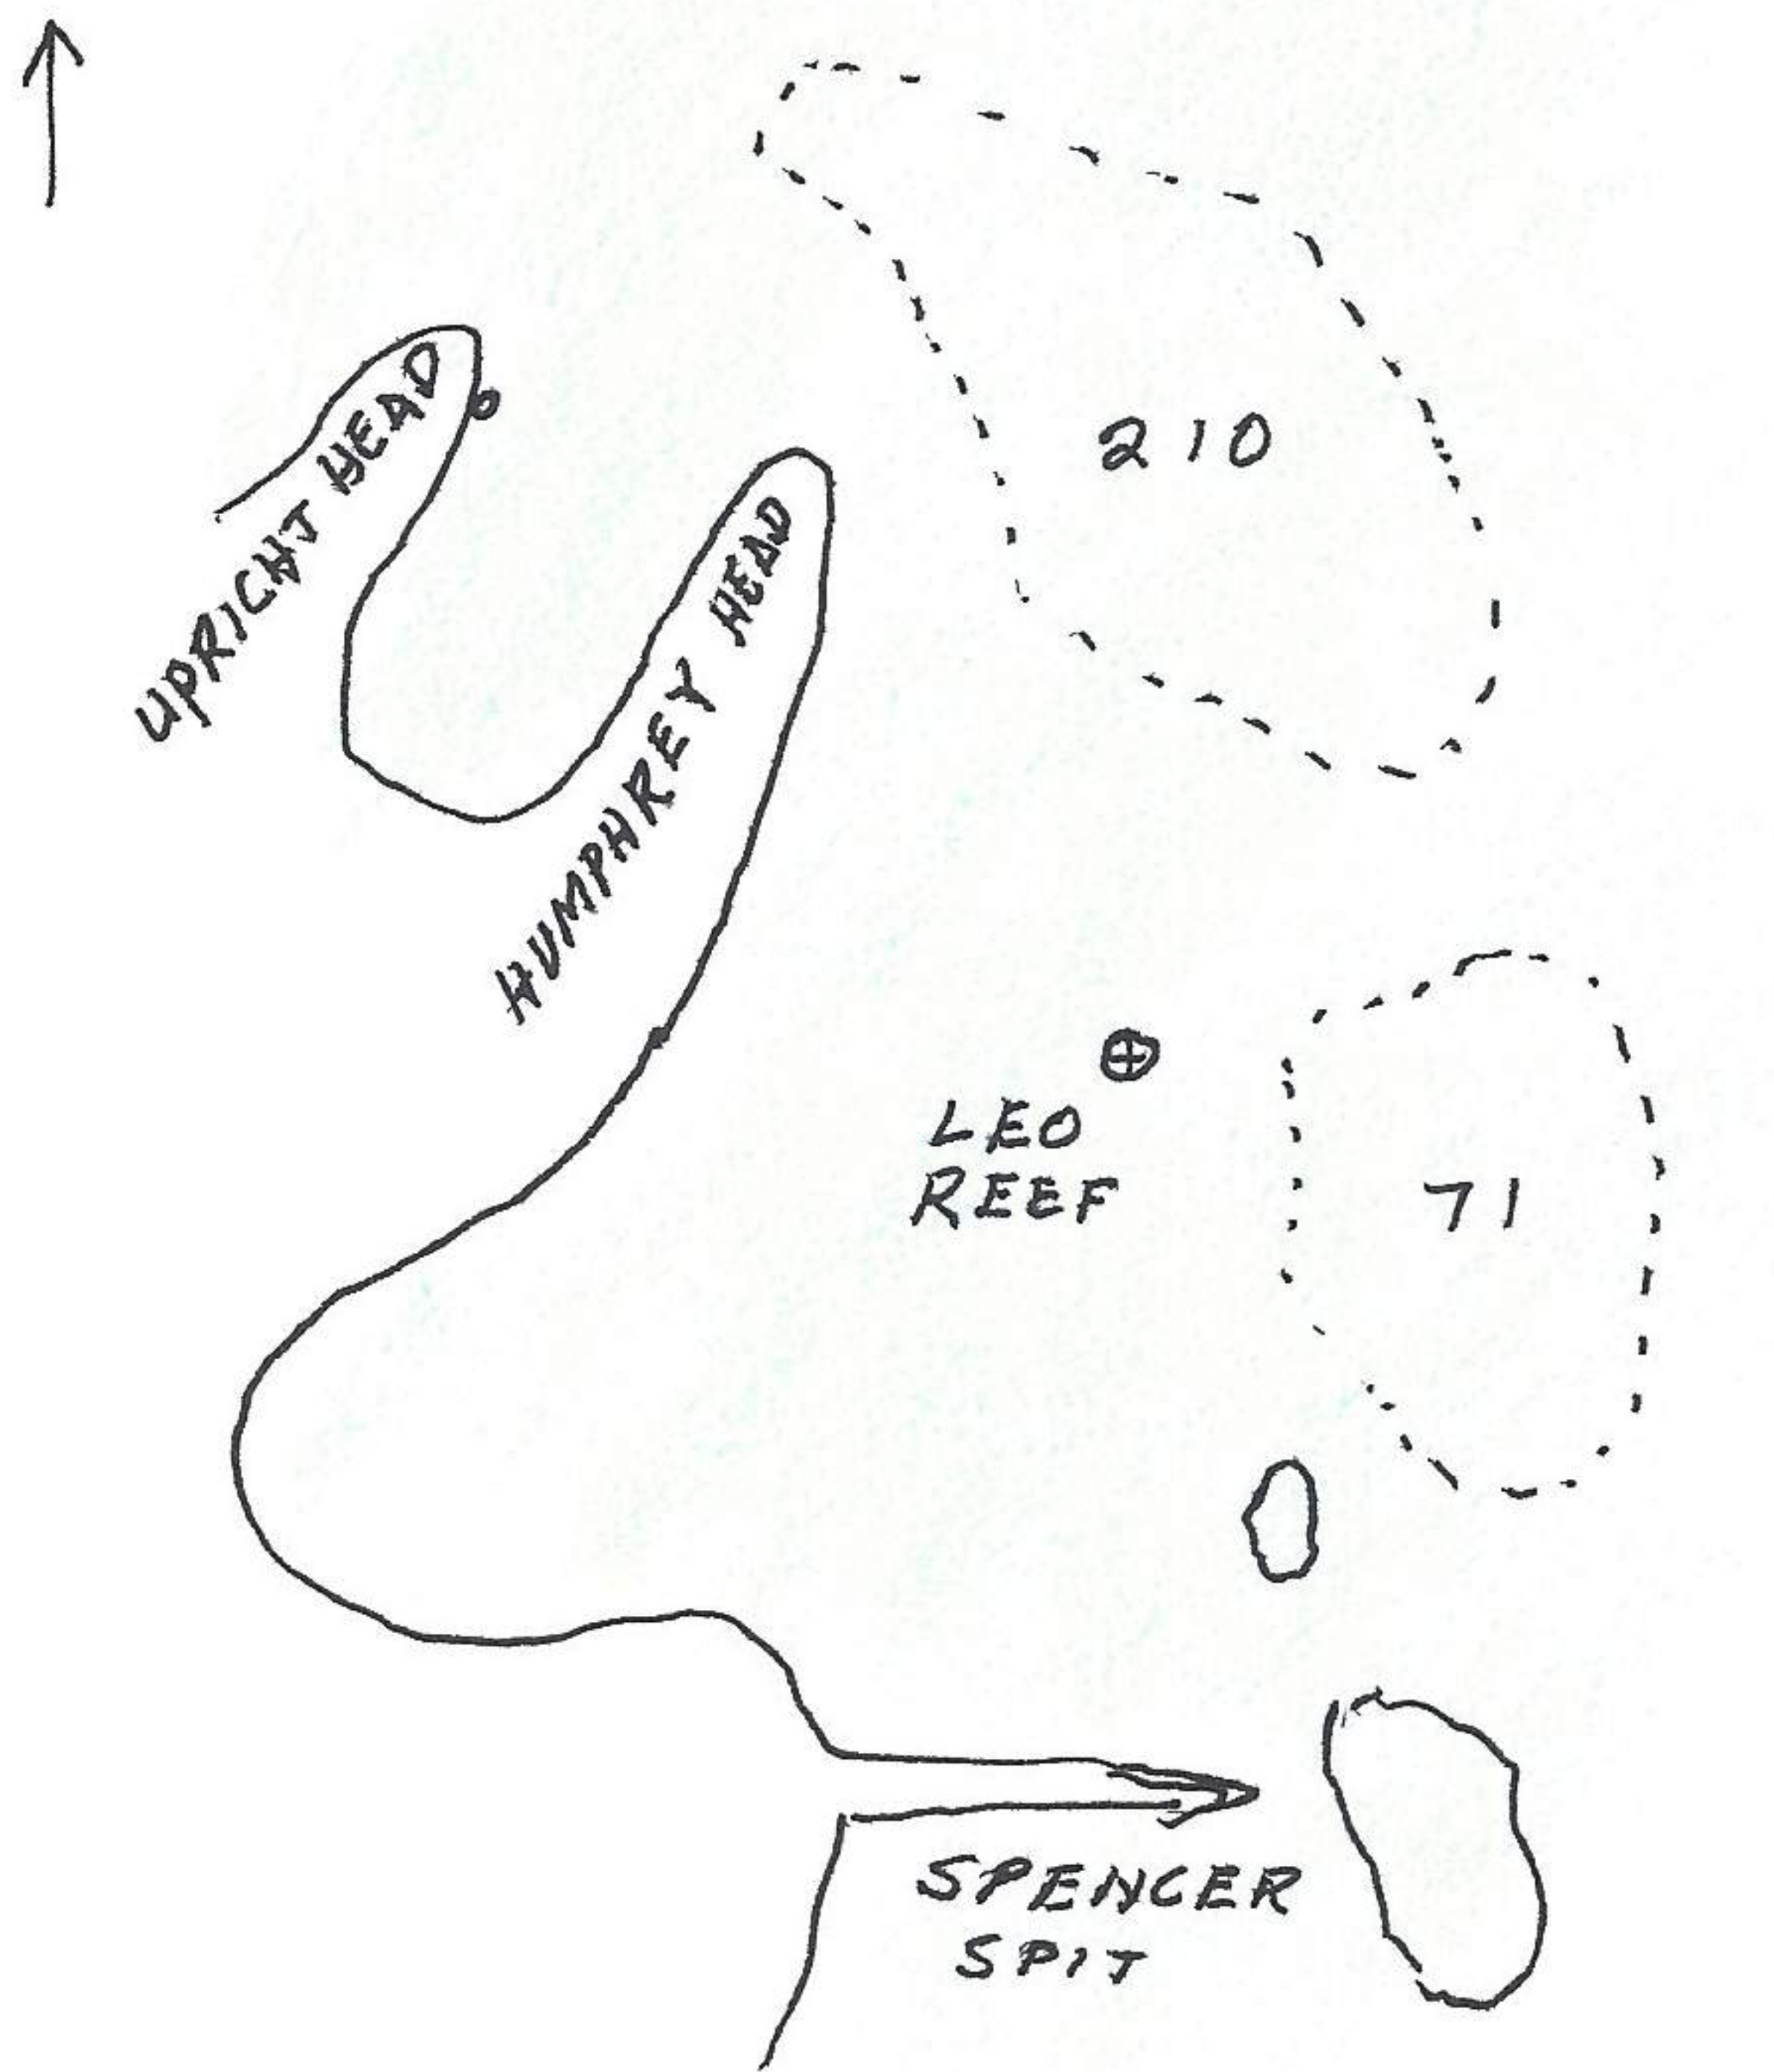 UPRIGHT HEAD
210
HUMPHREY HEAD
LEO
REEF
71
SPENCER
SPIT